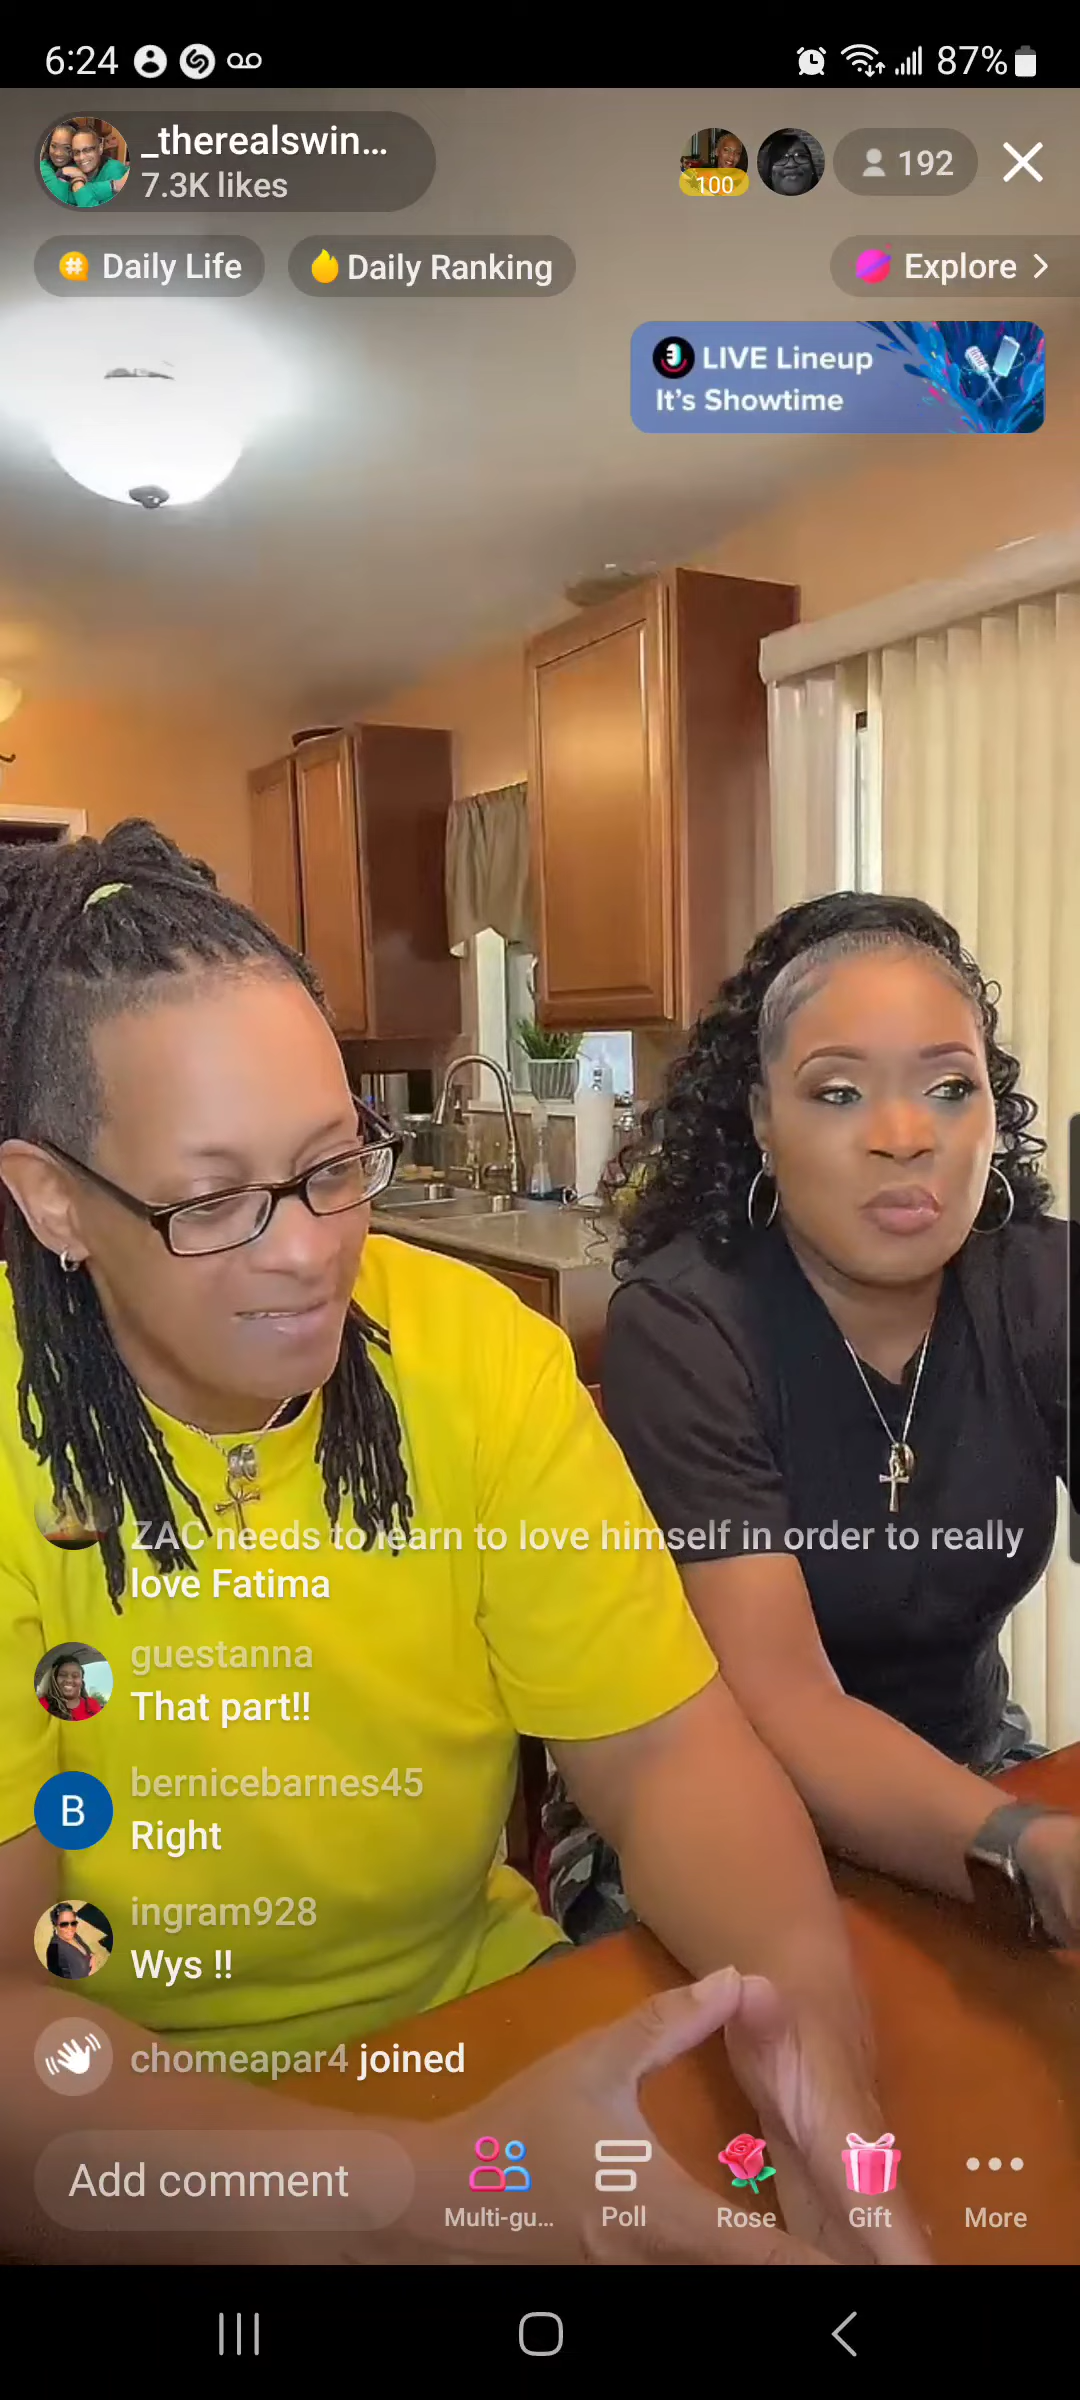 6:24
87%
_therealswin...
7.3K likes
100
192
Daily Life
Daily Ranking
Explore
LIVE Lineup
It's Showtime
ZAC needs to learn to love himself in order to really
love Fatima
guestanna
That part!!
B
bernicebarnes45
Right
ingram928
Wys !!
chomeapar4 joined
Add comment
Multi-gu...
Poll
Rose
Gift
More